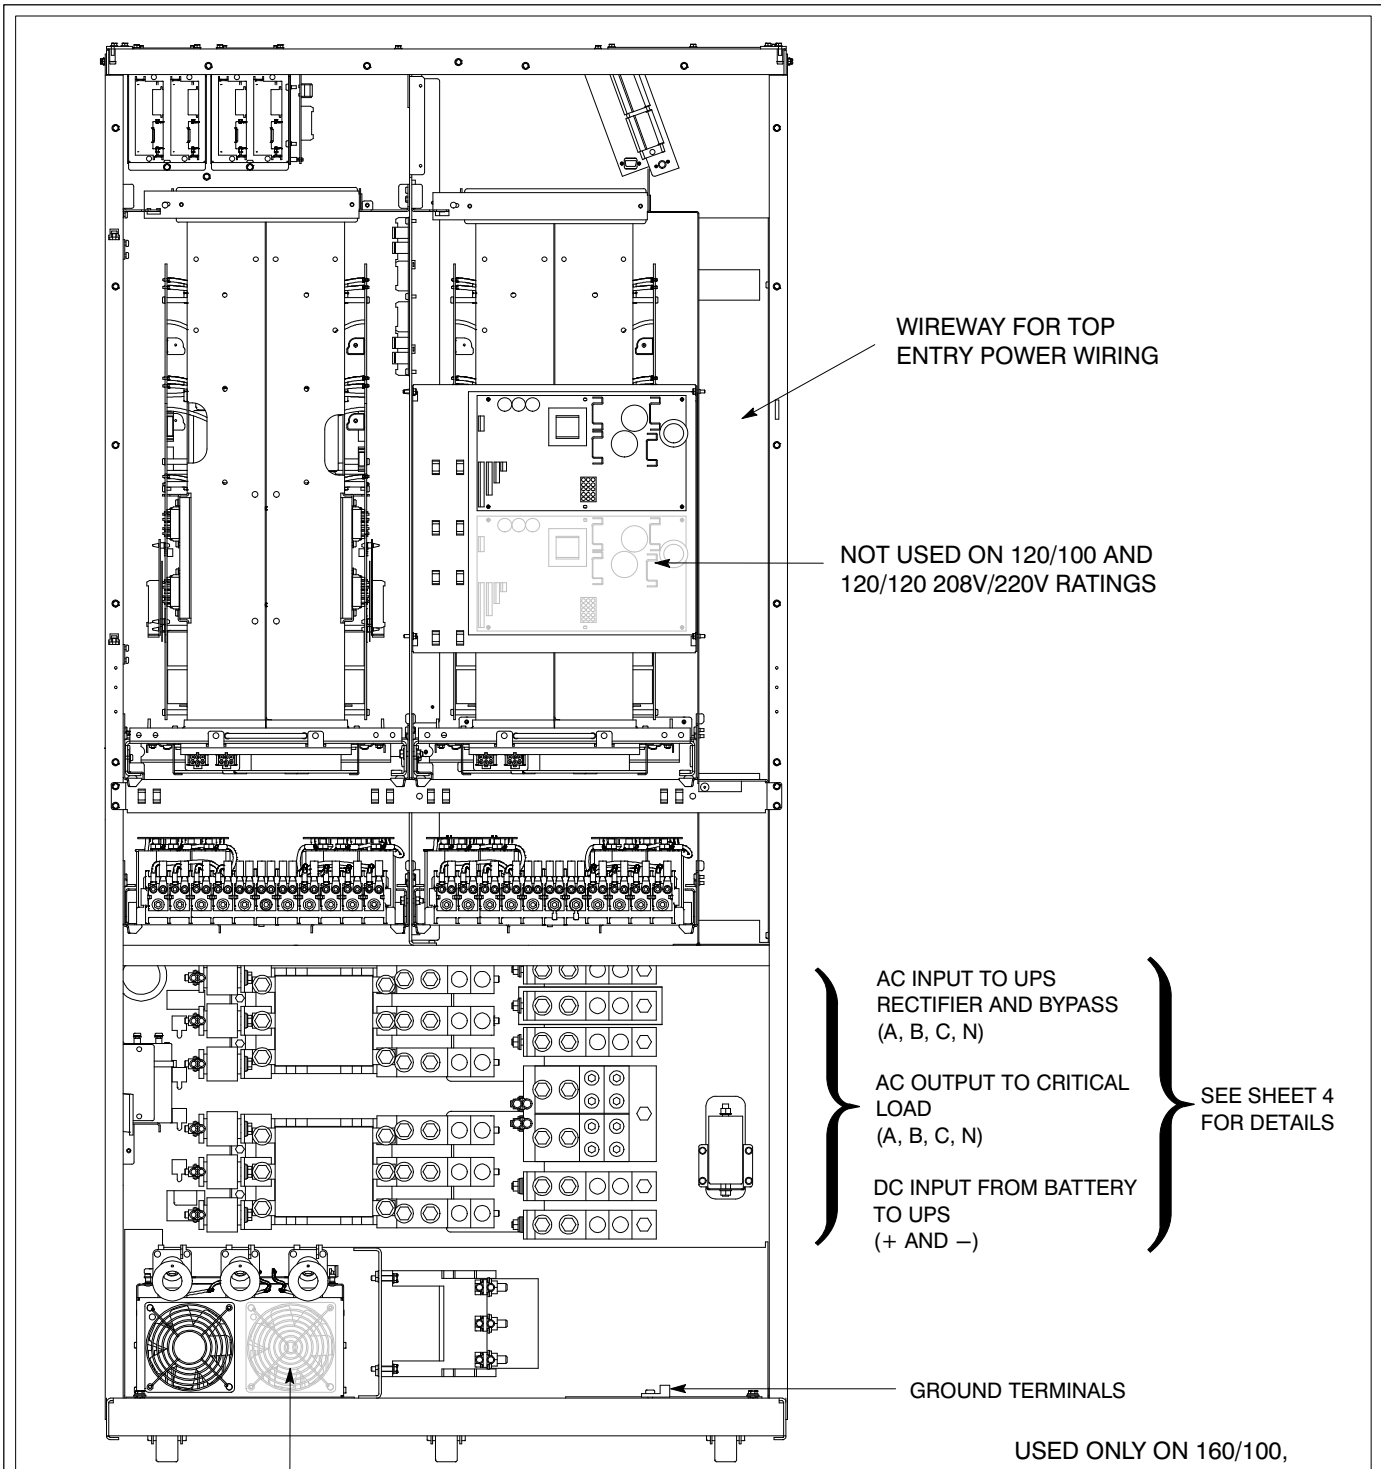 WIREWAY FOR TOP
ENTRY POWER WIRING
NOT USED ON 120/100 AND
120/120 208V/220V RATINGS
AC INPUT TO UPS
RECTIFIER AND BYPASS
(A, B, C, N)
AC OUTPUT TO CRITICAL
LOAD
(A, B, C, N)
DC INPUT FROM BATTERY
TO UPS
(+ AND −)
SEE SHEET 4
FOR DETAILS
GROUND TERMINALS
USED ONLY ON 160/100,